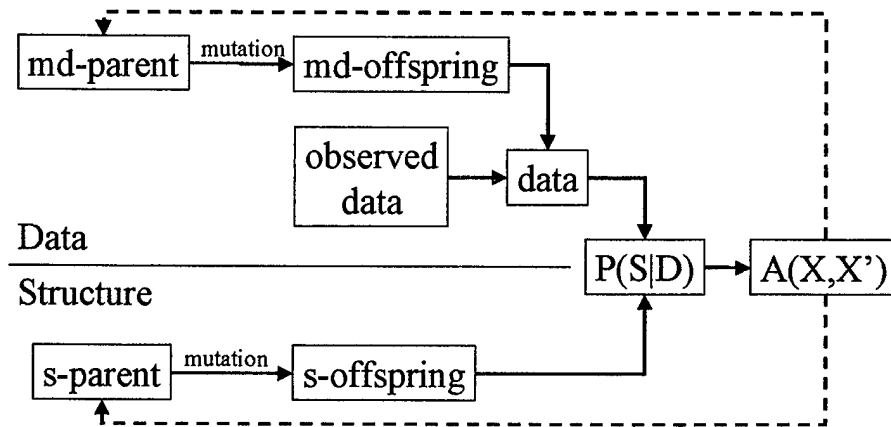 md-parent
mutation
md-offspring
observed
data
data
Data
Structure
P(S|D)
A(X,X’)
s-parent
mutation
s-offspring